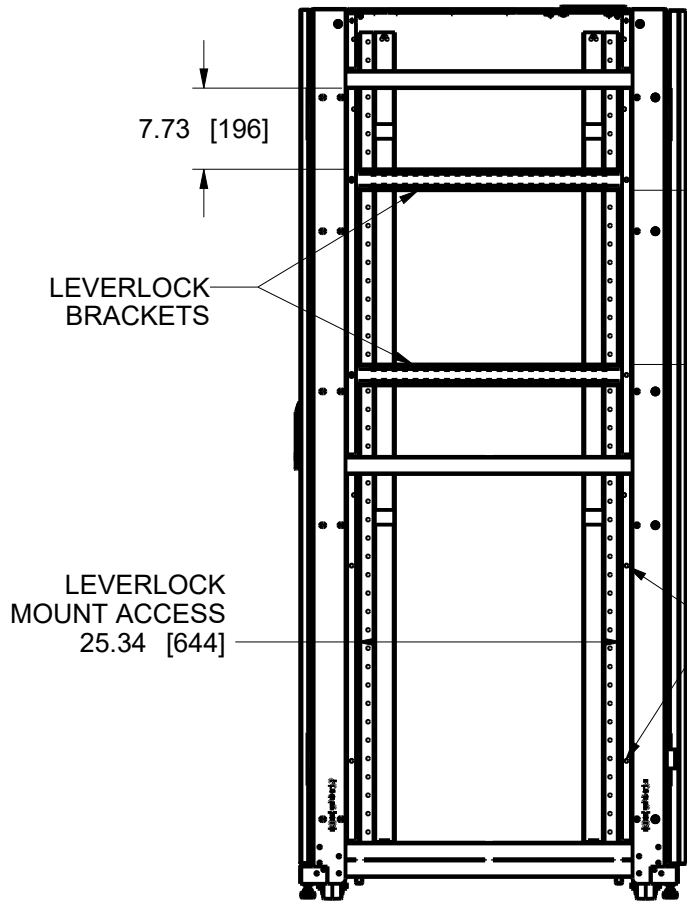 7.73 [196]
LEVERLOCK
BRACKETS
LEVERLOCK
MOUNT ACCESS
25.34 [644]